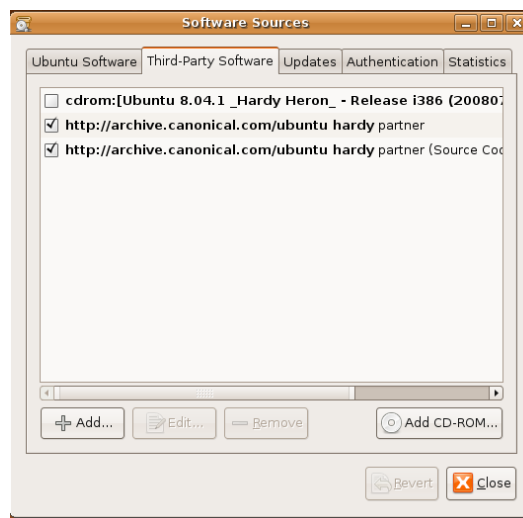 Software Sources
Ubuntu Software Third-Party Software Updates Authentication Statistics
cdrom:[Ubuntu 8.04.1 _Hardy Heron_ - Release i386 (20080
http://archive.canonical.com/ubuntu hardy partner
http://archive.canonical.com/ubuntu hardy partner (Source Co
Add... Edit... Remove Add CD-ROM...
Revert Close